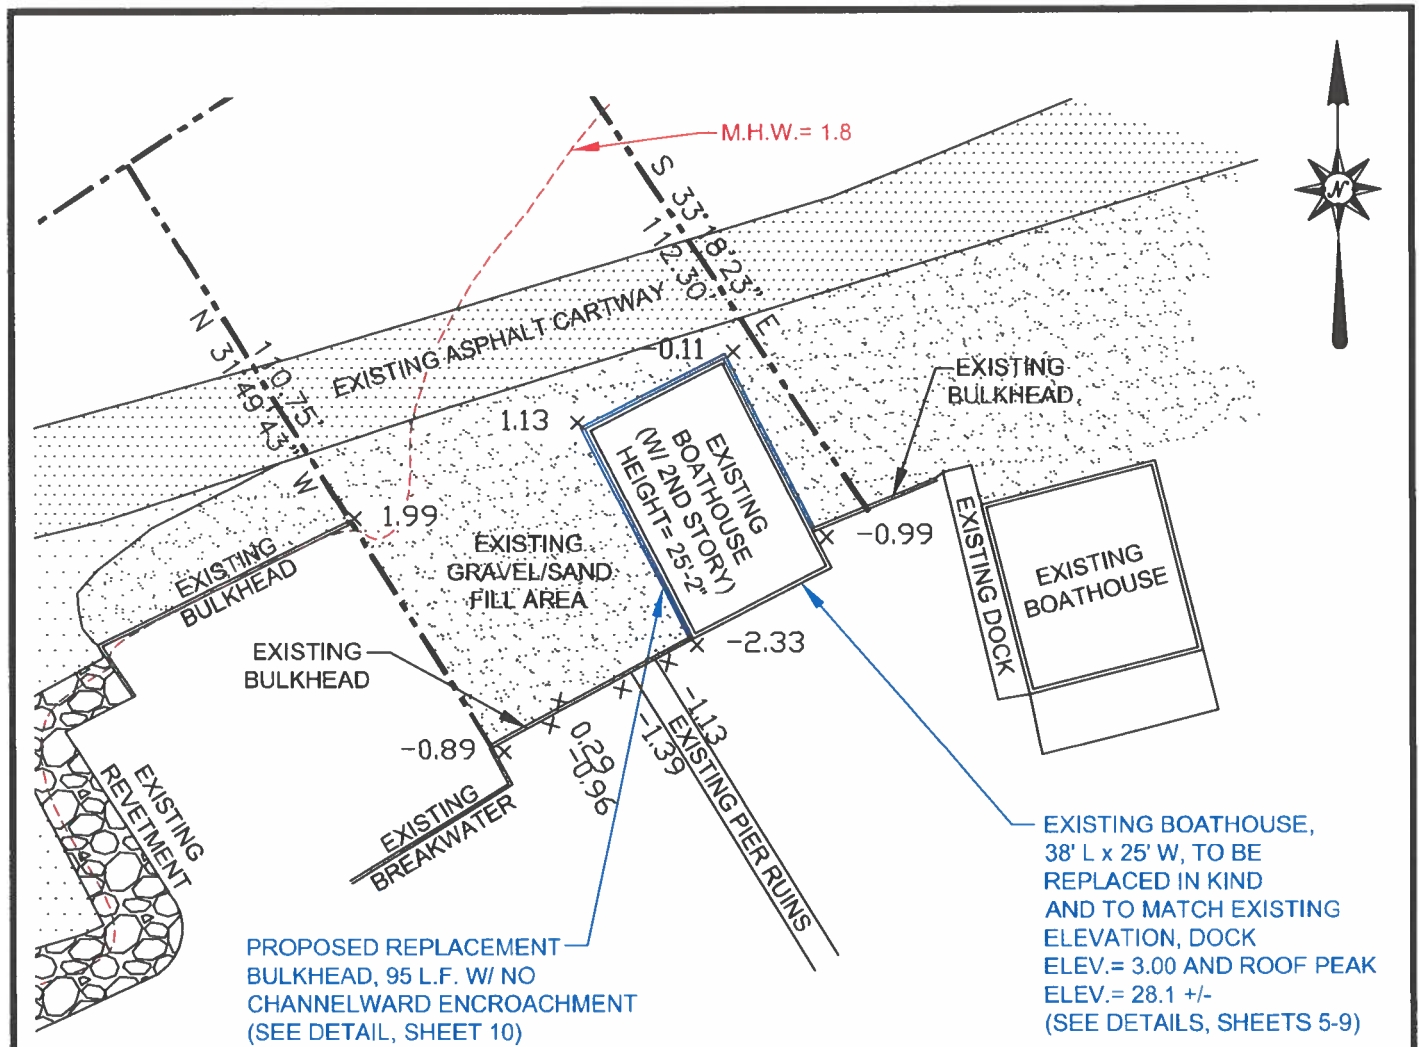 M.H.W.= 1.8
N
S 33°18'23" E
112.30'
N 31°49'43" W
110.75'
EXISTING ASPHALT CARTWAY
-0.11
1.13
EXISTING
BULKHEAD
EXISTING
BOATHOUSE
(W/ 2ND STORY)
HEIGHT= 25'-2"
1.99
-0.99
EXISTING
GRAVEL/SAND
FILL AREA
EXISTING
BULKHEAD
EXISTING DOCK
EXISTING
BOATHOUSE
EXISTING
BULKHEAD
-2.33
-0.89
0.29
-0.96
-1.13
-1.39
EXISTING PIER RUINS
EXISTING
REVETMENT
EXISTING
BREAKWATER
EXISTING BOATHOUSE,
38' L x 25' W, TO BE
REPLACED IN KIND
AND TO MATCH EXISTING
ELEVATION, DOCK
ELEV.= 3.00 AND ROOF PEAK
ELEV.= 28.1 +/-
(SEE DETAILS, SHEETS 5-9)
PROPOSED REPLACEMENT
BULKHEAD, 95 L.F. W/ NO
CHANNELWARD ENCROACHMENT
(SEE DETAIL, SHEET 10)